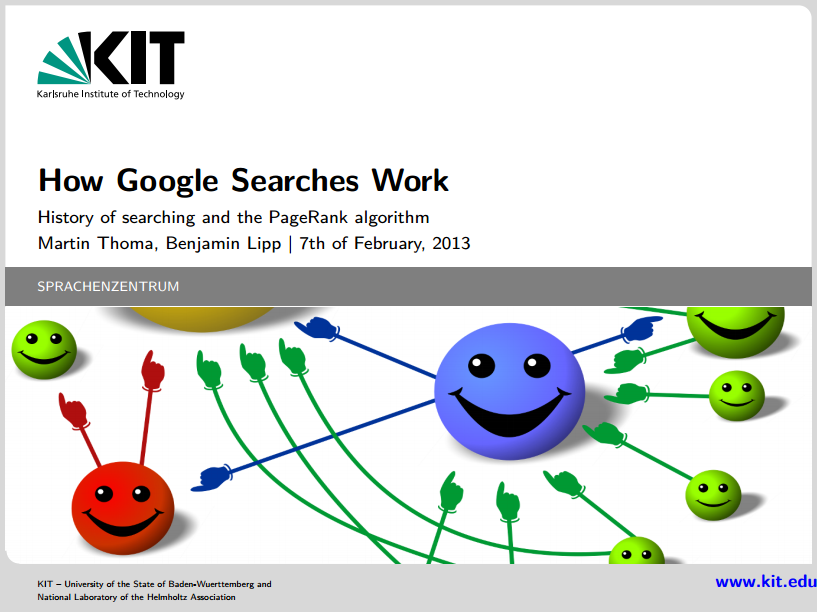 KIT
Karlsruhe Institute of Technology
How Google Searches Work
History of searching and the PageRank algorithm
Martin Thoma, Benjamin Lipp | 7th of February, 2013
SPRACHENZENTRUM
KIT – University of the State of Baden-Wuerttemberg and
National Laboratory of the Helmholtz Association
www.kit.edu